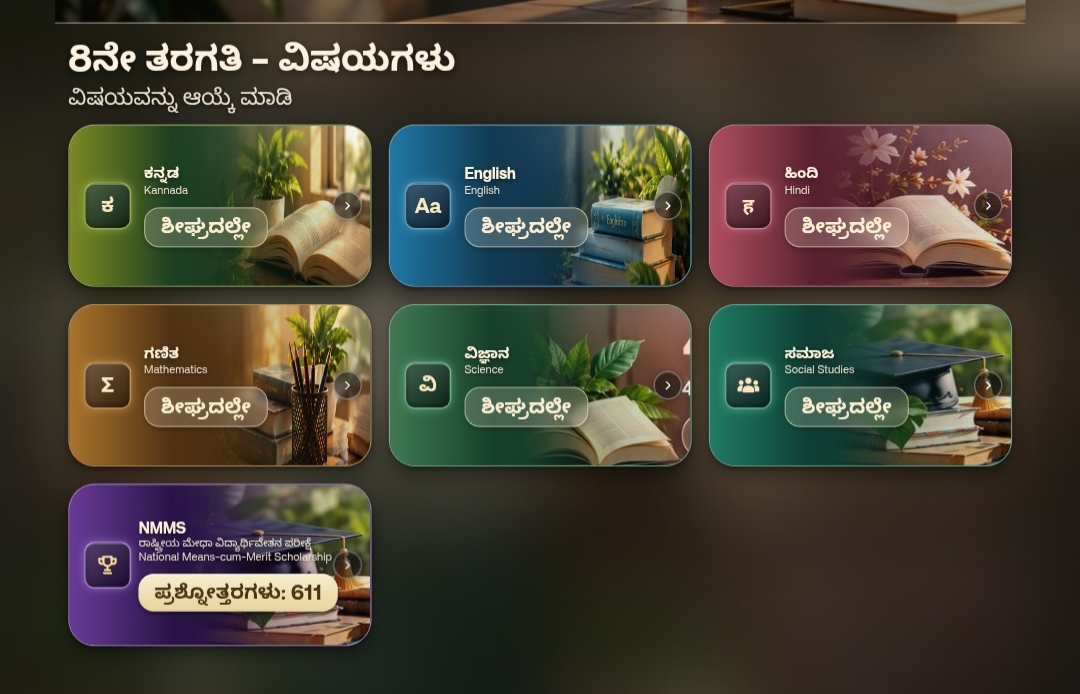 8ನೇ ತರಗತಿ – ವಿಷಯಗಳು
ವಿಷಯವನ್ನು ಆಯ್ಕೆ ಮಾಡಿ
ಕ
ಕನ್ನಡ
Kannada
ಶೀಘ್ರದಲ್ಲೇ
Aa
English
English
ಶೀಘ್ರದಲ್ಲೇ
English
ह
ಹಿಂದಿ
Hindi
ಶೀಘ್ರದಲ್ಲೇ
Σ
ಗಣಿತ
Mathematics
ಶೀಘ್ರದಲ್ಲೇ
ವಿ
ವಿಜ್ಞಾನ
Science
ಶೀಘ್ರದಲ್ಲೇ
ಸಮಾಜ
Social Studies
ಶೀಘ್ರದಲ್ಲೇ
NMMS
ರಾಷ್ಟ್ರೀಯ ಮೇಧಾ ವಿದ್ಯಾರ್ಥಿವೇತನ ಪರೀಕ್ಷೆ
National Means-cum-Merit Scholarship
ಪ್ರಶ್ನೋತ್ತರಗಳು: 611